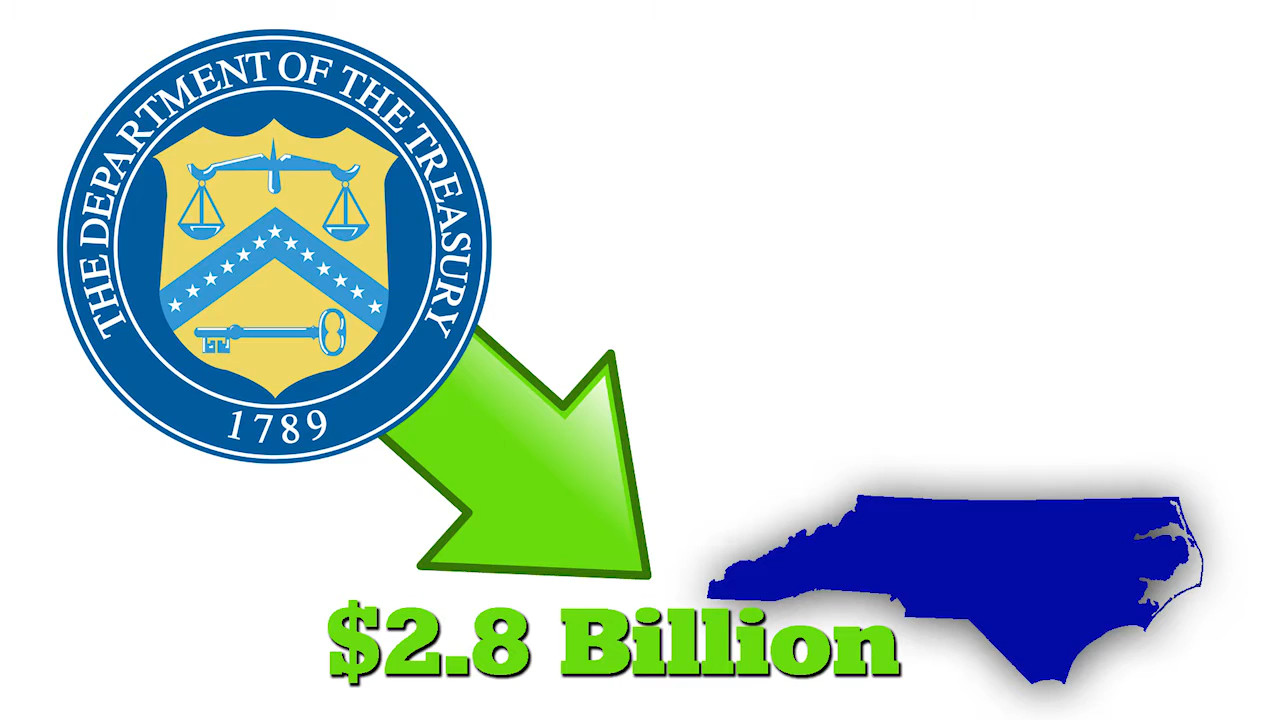 THE DEPARTMENT OF THE TREASURY
1789
$2.8 Billion